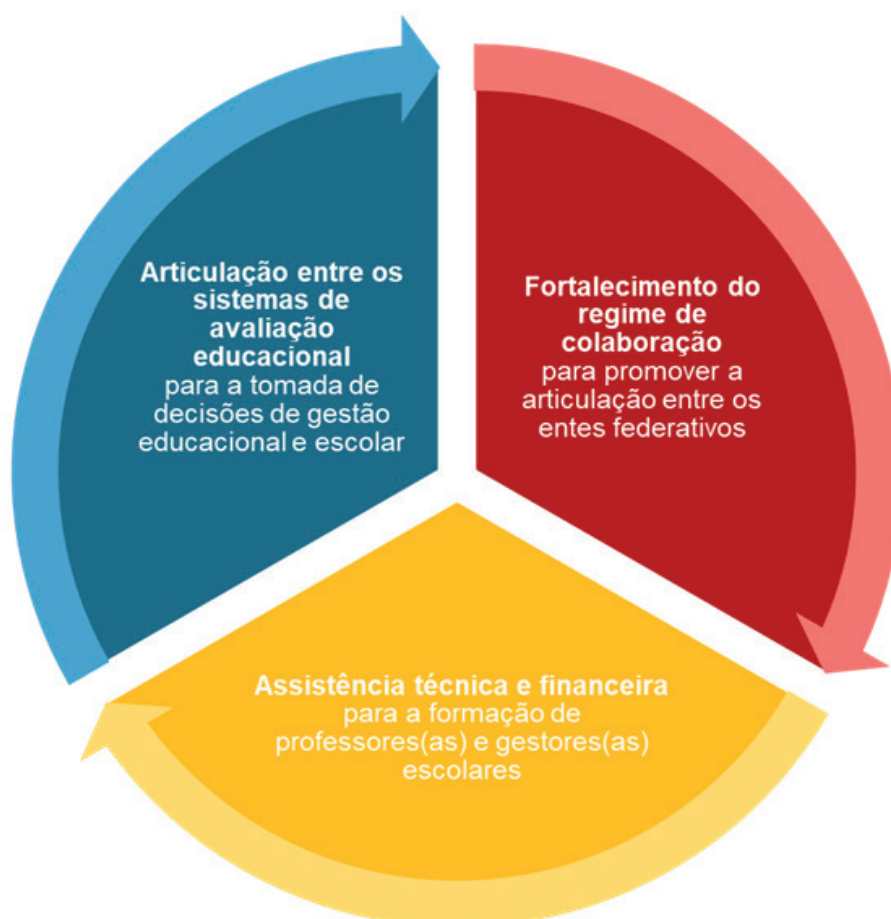 Articulação entre os
sistemas de
avaliação
educacional
para a tomada de
decisões de gestão
educacional e escolar
Fortalecimento do
regime de
colaboração
para promover a
articulação entre os
entes federativos
Assistência técnica e financeira
para a formação de
professores(as) e gestores(as)
escolares